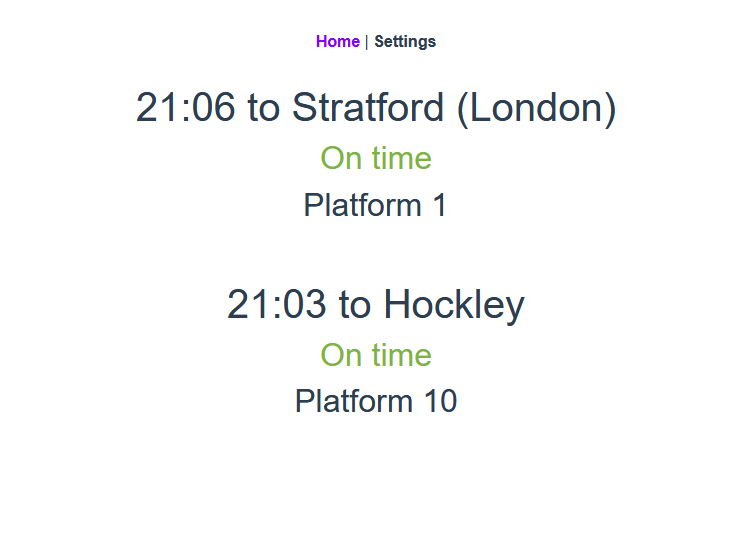 Home | Settings
21:06 to Stratford (London)
On time
Platform 1
21:03 to Hockley
On time
Platform 10